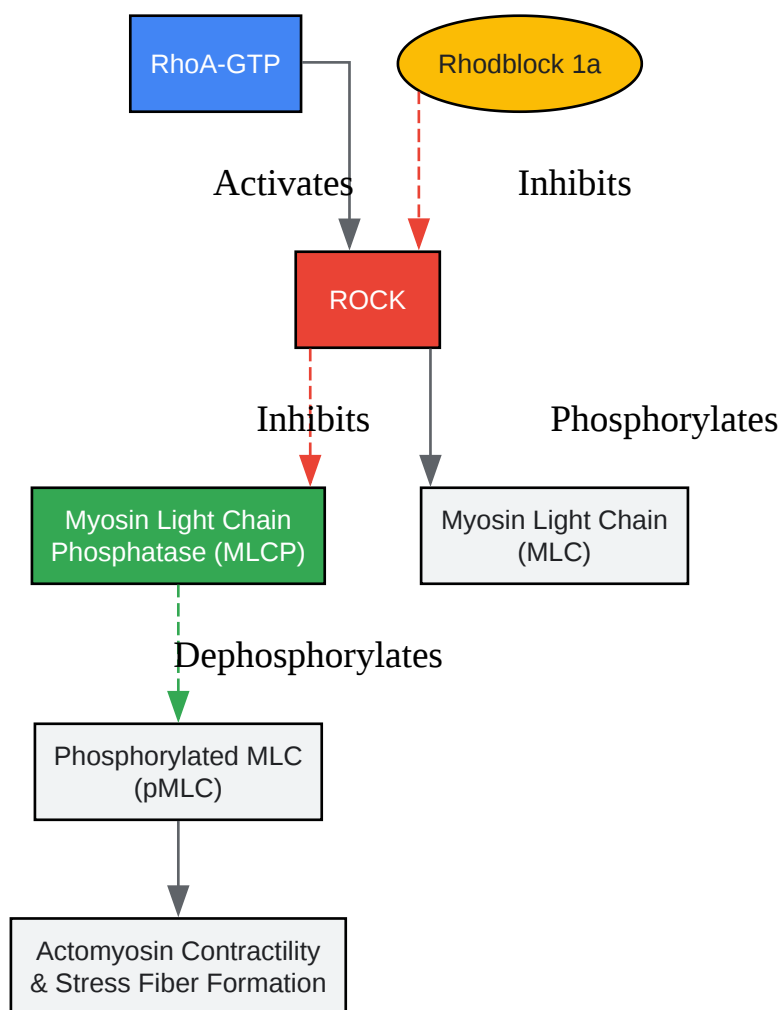 RhoA-GTP
Rhodblock 1a
Activates
Inhibits
ROCK
Inhibits
Phosphorylates
Myosin Light Chain
Phosphatase (MLCP)
Myosin Light Chain
(MLC)
Dephosphorylates
Phosphorylated MLC
(pMLC)
Actomyosin Contractility
& Stress Fiber Formation